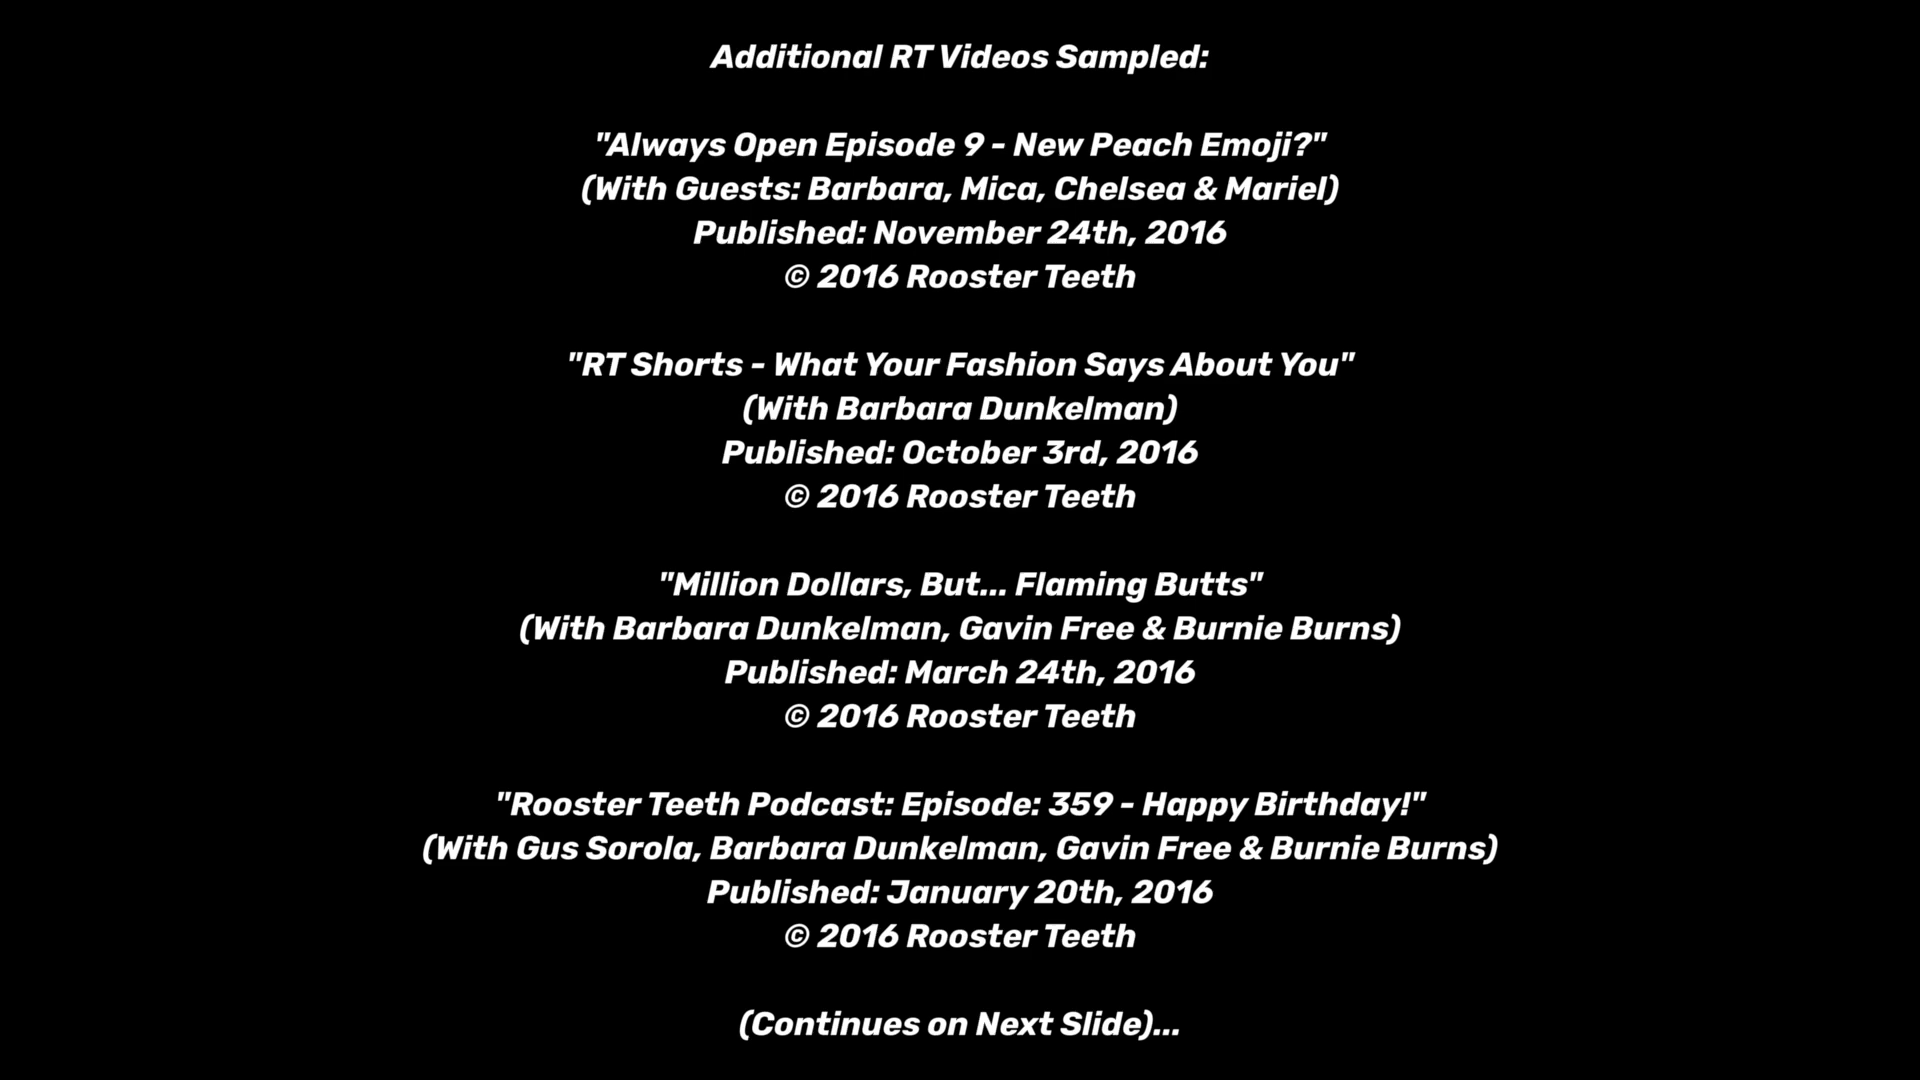 Additional RT Videos Sampled:
"Always Open Episode 9 - New Peach Emoji?"
(With Guests: Barbara, Mica, Chelsea & Mariel)
Published: November 24th, 2016
© 2016 Rooster Teeth
"RT Shorts - What Your Fashion Says About You"
(With Barbara Dunkelman)
Published: October 3rd, 2016
© 2016 Rooster Teeth
"Million Dollars, But... Flaming Butts"
(With Barbara Dunkelman, Gavin Free & Burnie Burns)
Published: March 24th, 2016
© 2016 Rooster Teeth
"Rooster Teeth Podcast: Episode: 359 - Happy Birthday!"
(With Gus Sorola, Barbara Dunkelman, Gavin Free & Burnie Burns)
Published: January 20th, 2016
© 2016 Rooster Teeth
(Continues on Next Slide)...